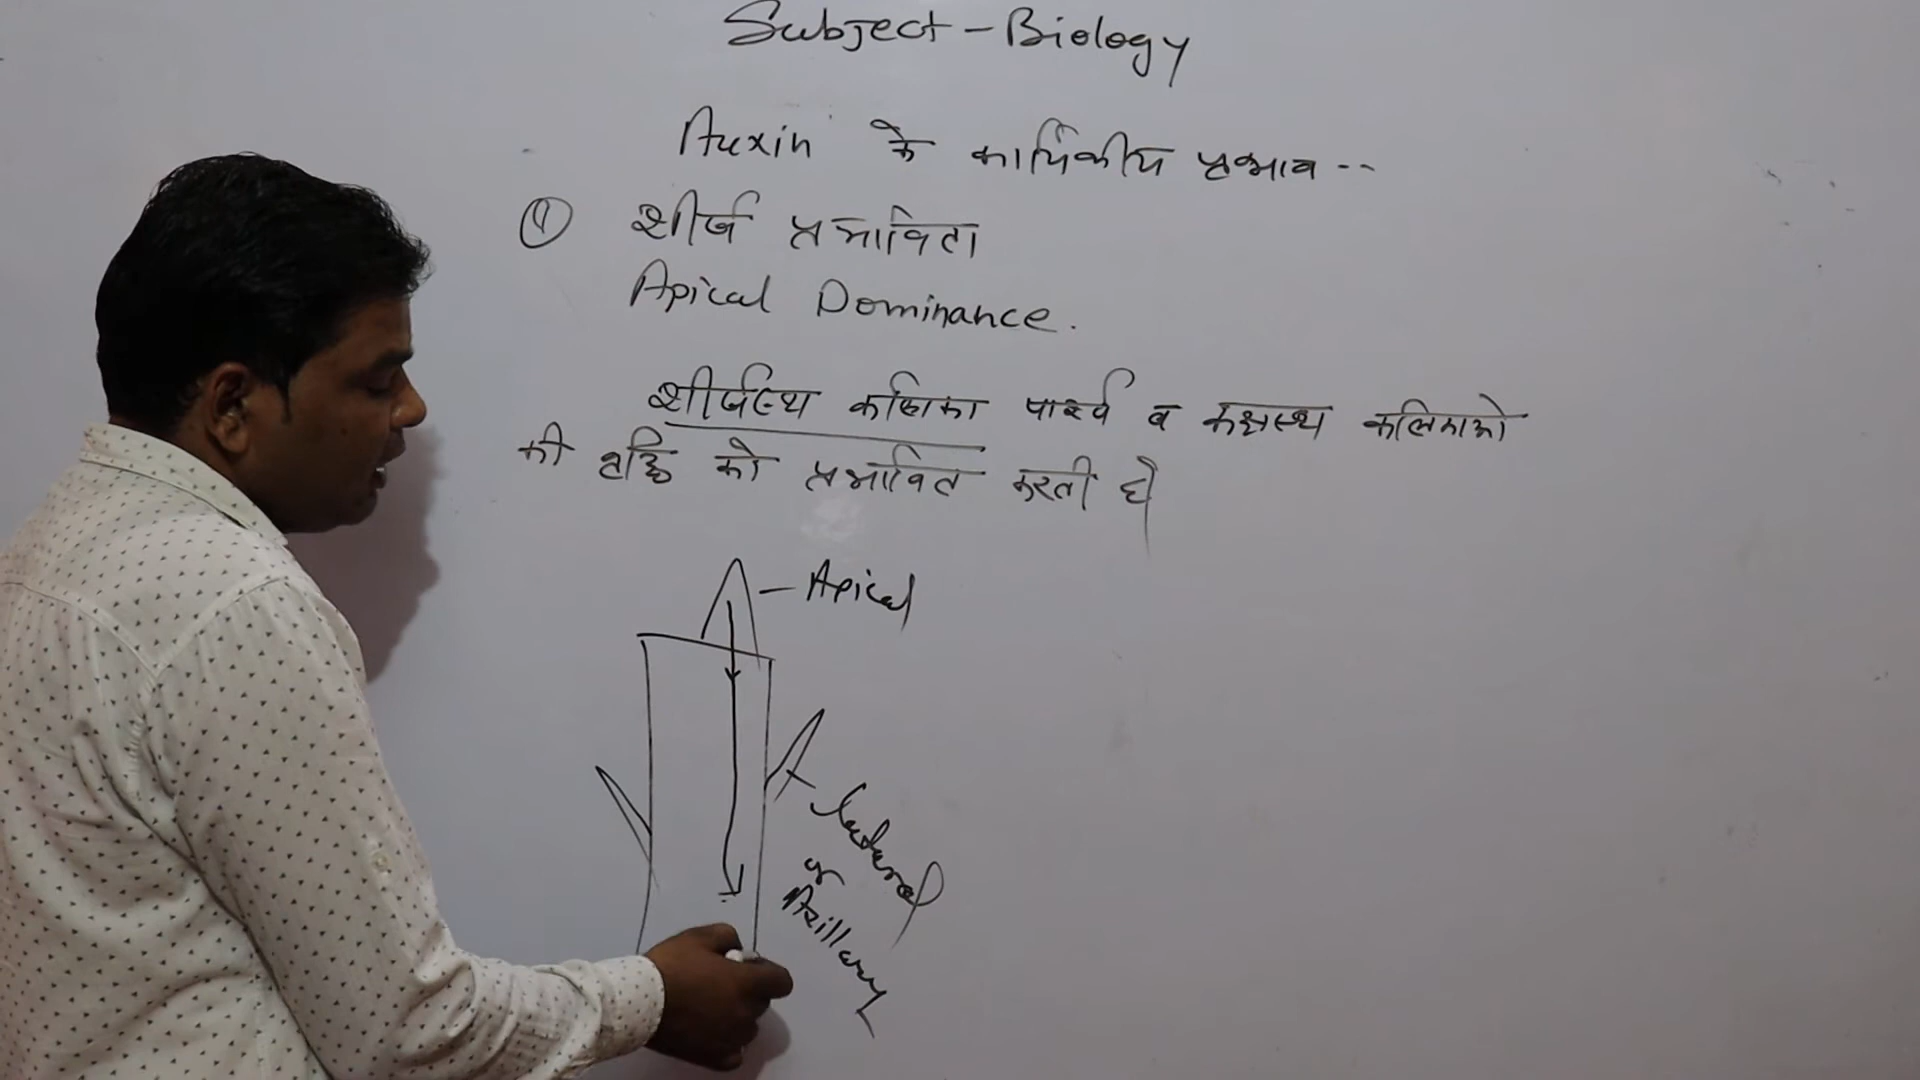 Subject - Biology
Auxin के कार्यिकीय प्रभाव --
① शीर्ष प्रभाविता
Apical Dominance.
शीर्षस्थ कलिका पार्श्व व कक्षस्थ कलिकाओ
की वृद्धि को प्रभावित करती है
- Apical
Lateral
or
Axillary